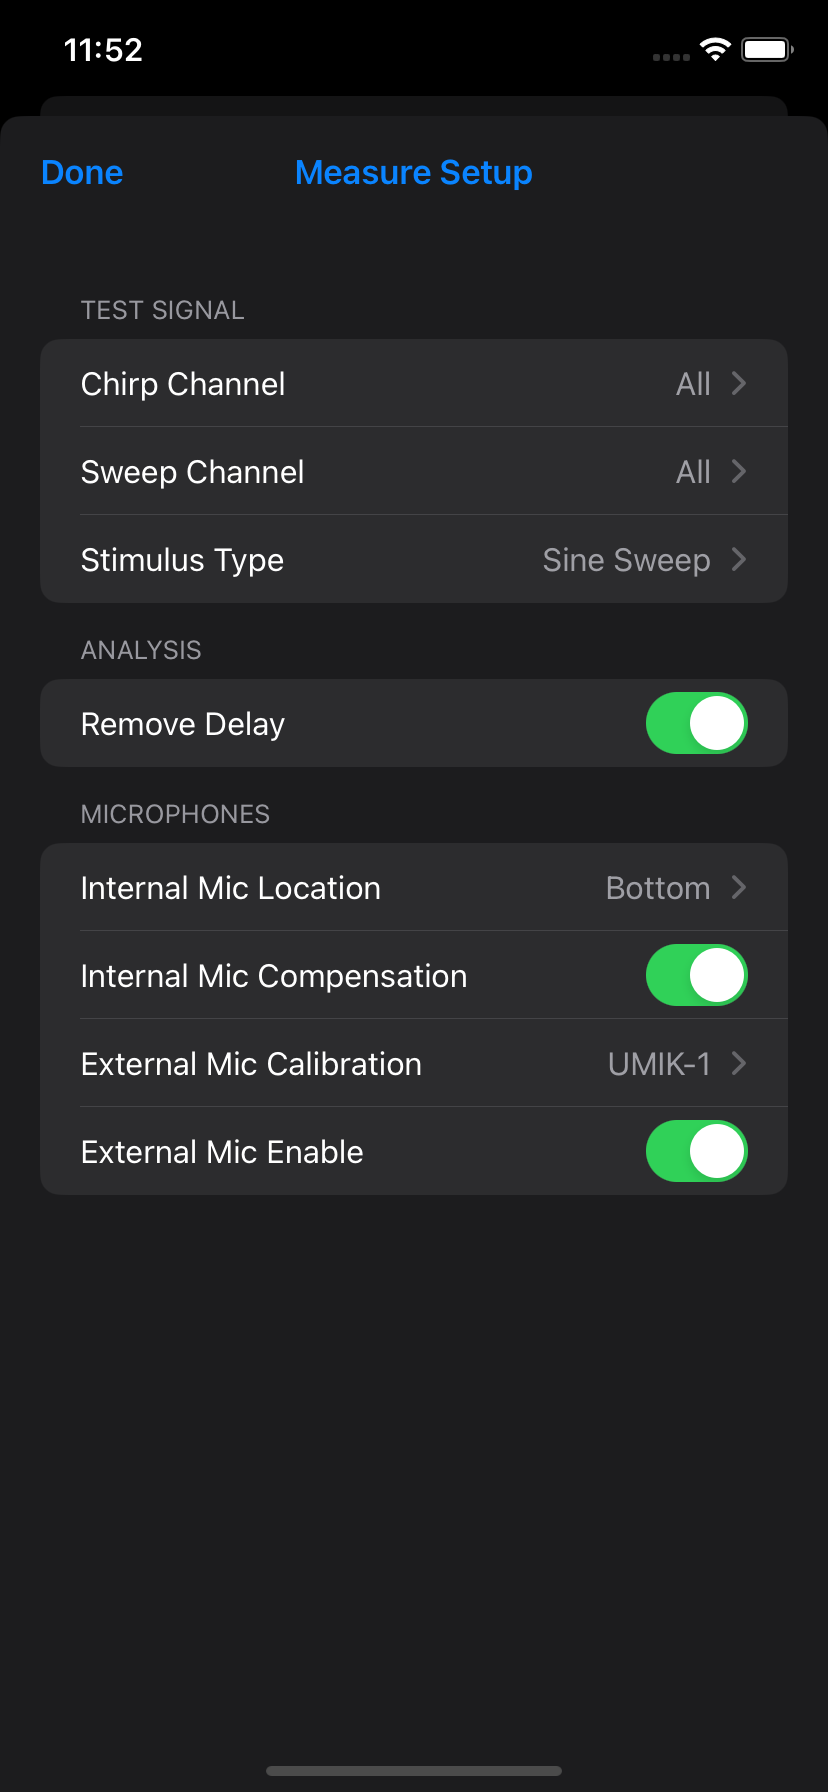 11:52
Done Measure Setup
TEST SIGNAL
Chirp Channel All
Sweep Channel All
Stimulus Type Sine Sweep
ANALYSIS
Remove Delay
MICROPHONES
Internal Mic Location Bottom
Internal Mic Compensation
External Mic Calibration UMIK-1
External Mic Enable